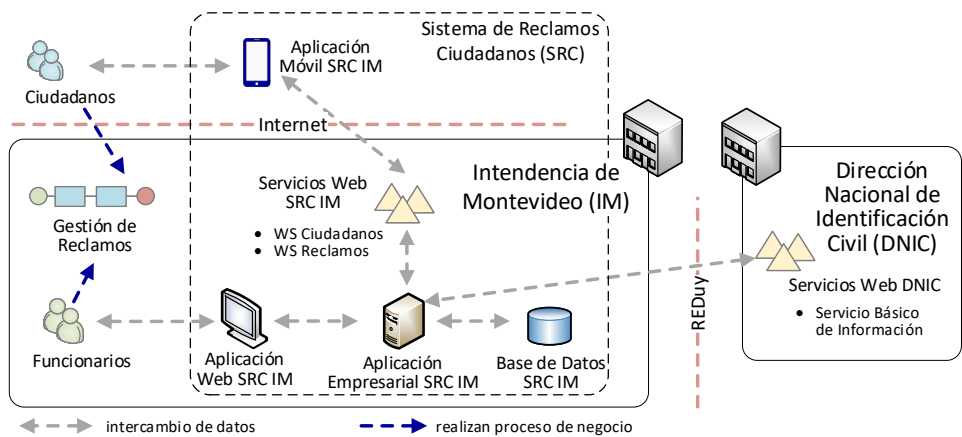 Sistema de Reclamos
Ciudadanos (SRC)
Aplicación
Móvil SRC IM
Ciudadanos
Internet
Intendencia de
Montevideo (IM)
Dirección
Nacional de
Identificación
Civil (DNIC)
Servicios Web
SRC IM
• WS Ciudadanos
• WS Reclamos
Gestión de
Reclamos
Servicios Web DNIC
• Servicio Básico
de Información
REDuy
Funcionarios
Aplicación
Web SRC IM
Aplicación
Empresarial SRC IM
Base de Datos
SRC IM
intercambio de datos
realizan proceso de negocio